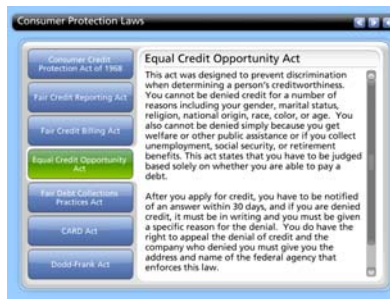 Consumer Protection Laws
Consumer Credit
Protection Act of 1968
Fair Credit Reporting Act
Fair Credit Billing Act
Equal Credit Opportunity
Act
Fair Debt Collections
Practices Act
CARD Act
Dodd-Frank Act
Equal Credit Opportunity Act
This act was designed to prevent discrimination
when determining a person's creditworthiness.
You cannot be denied credit for a number of
reasons including your gender, marital status,
religion, national origin, race, color, or age. You
also cannot be denied simply because you get
welfare or other public assistance or if you collect
unemployment, social security, or retirement
benefits. This act states that you have to be judged
based solely on whether you are able to pay a
debt.
After you apply for credit, you have to be notified
of an answer within 30 days, and if you are denied
credit, it must be in writing and you must be given
a specific reason for the denial. You do have the
right to appeal the denial of credit and the
company who denied you must give you the
address and name of the federal agency that
enforces this law.